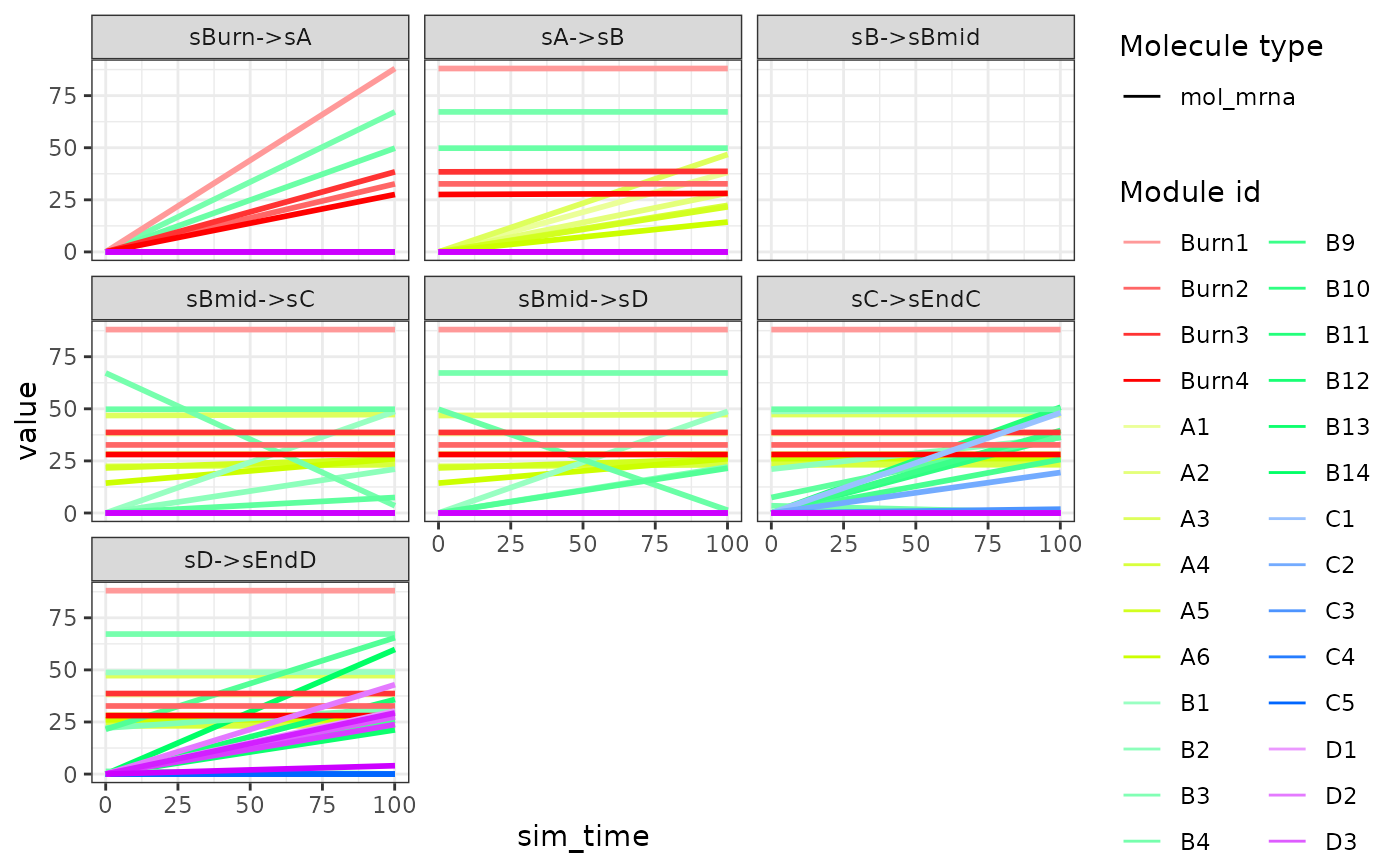 sBurn->sA
sA->sB
sB->sBmid
75
50
25
0
sBmid->sC
sBmid->sD
sC->sEndC
75
50
25
0
0 25 50 75 100
0 25 50 75 100
sD->sEndD
75
50
25
0
0 25 50 75 100
value
sim_time
Molecule type
mol_mrna
Module id
Burn1
Burn2
Burn3
Burn4
A1
A2
A3
A4
A5
A6
B1
B2
B3
B4
B9
B10
B11
B12
B13
B14
C1
C2
C3
C4
C5
D1
D2
D3